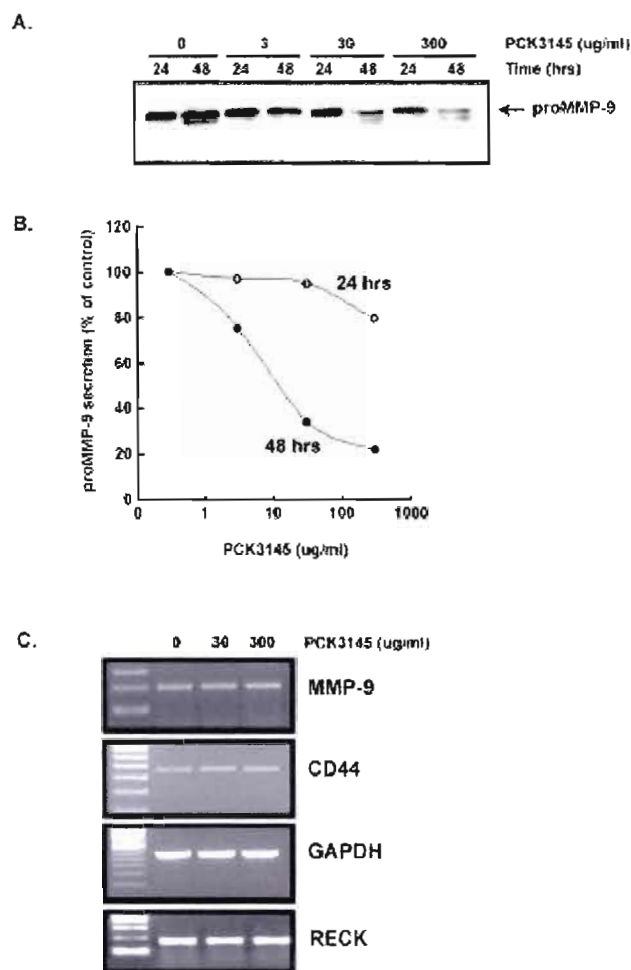 A.
0 3 30 300 PCK3145 (ug/ml)
24 48 24 48 24 48 24 48 Time (hrs)
proMMP-9
B.
proMMP-9 secretion (% of control)
120
100
80
60
40
20
0
24 hrs
48 hrs
0 1 10 100 1000
PCK3145 (ug/ml)
C.
0 30 300 PCK3145 (ug/ml)
MMP-9
CD44
GAPDH
RECK